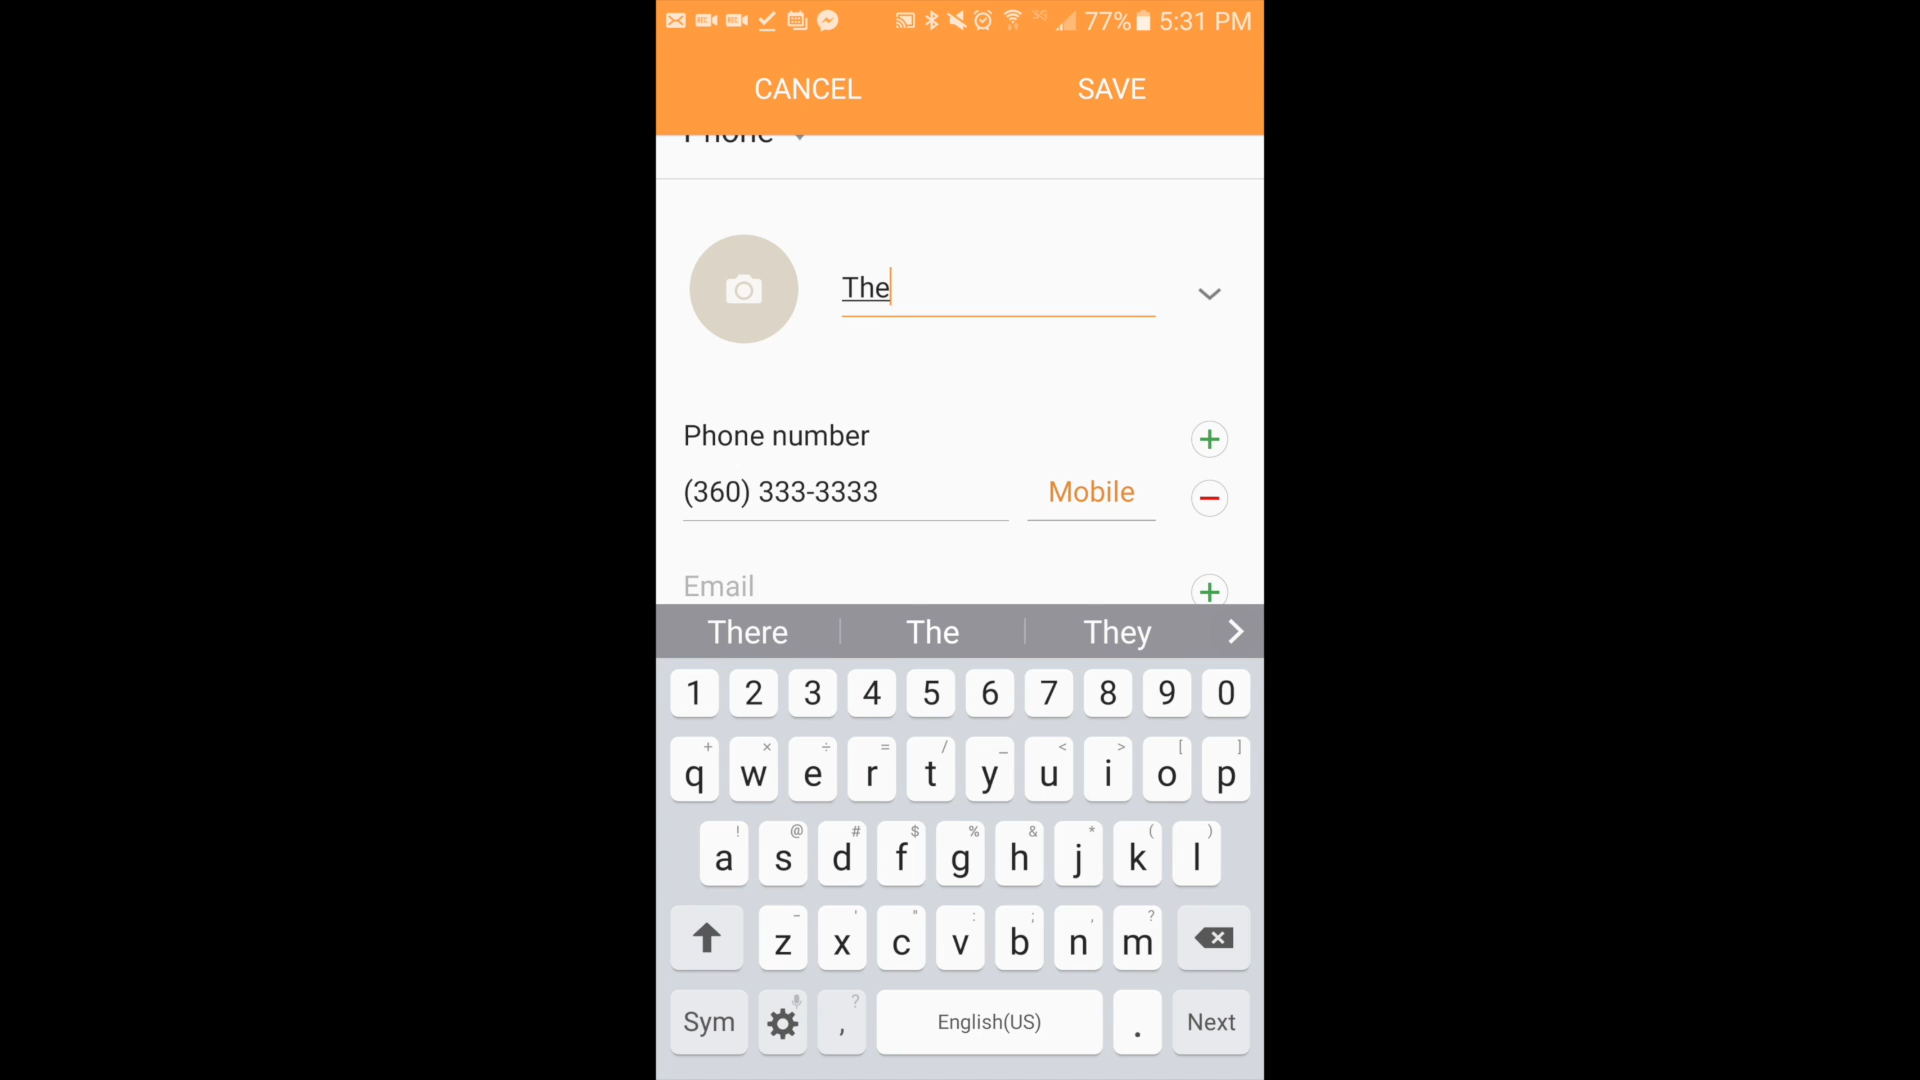 77% 5:31 PM
CANCEL SAVE
Phone
The
Phone number
(360) 333-3333 Mobile
Email
There The They
1 2 3 4 5 6 7 8 9 0
+ × ÷ = / _ < > [ ]
q w e r t y u i o p
! @ # $ % & * ( )
a s d f g h j k l
- ' " : ; , ?
z x c v b n m
?
Sym , English(US) . Next